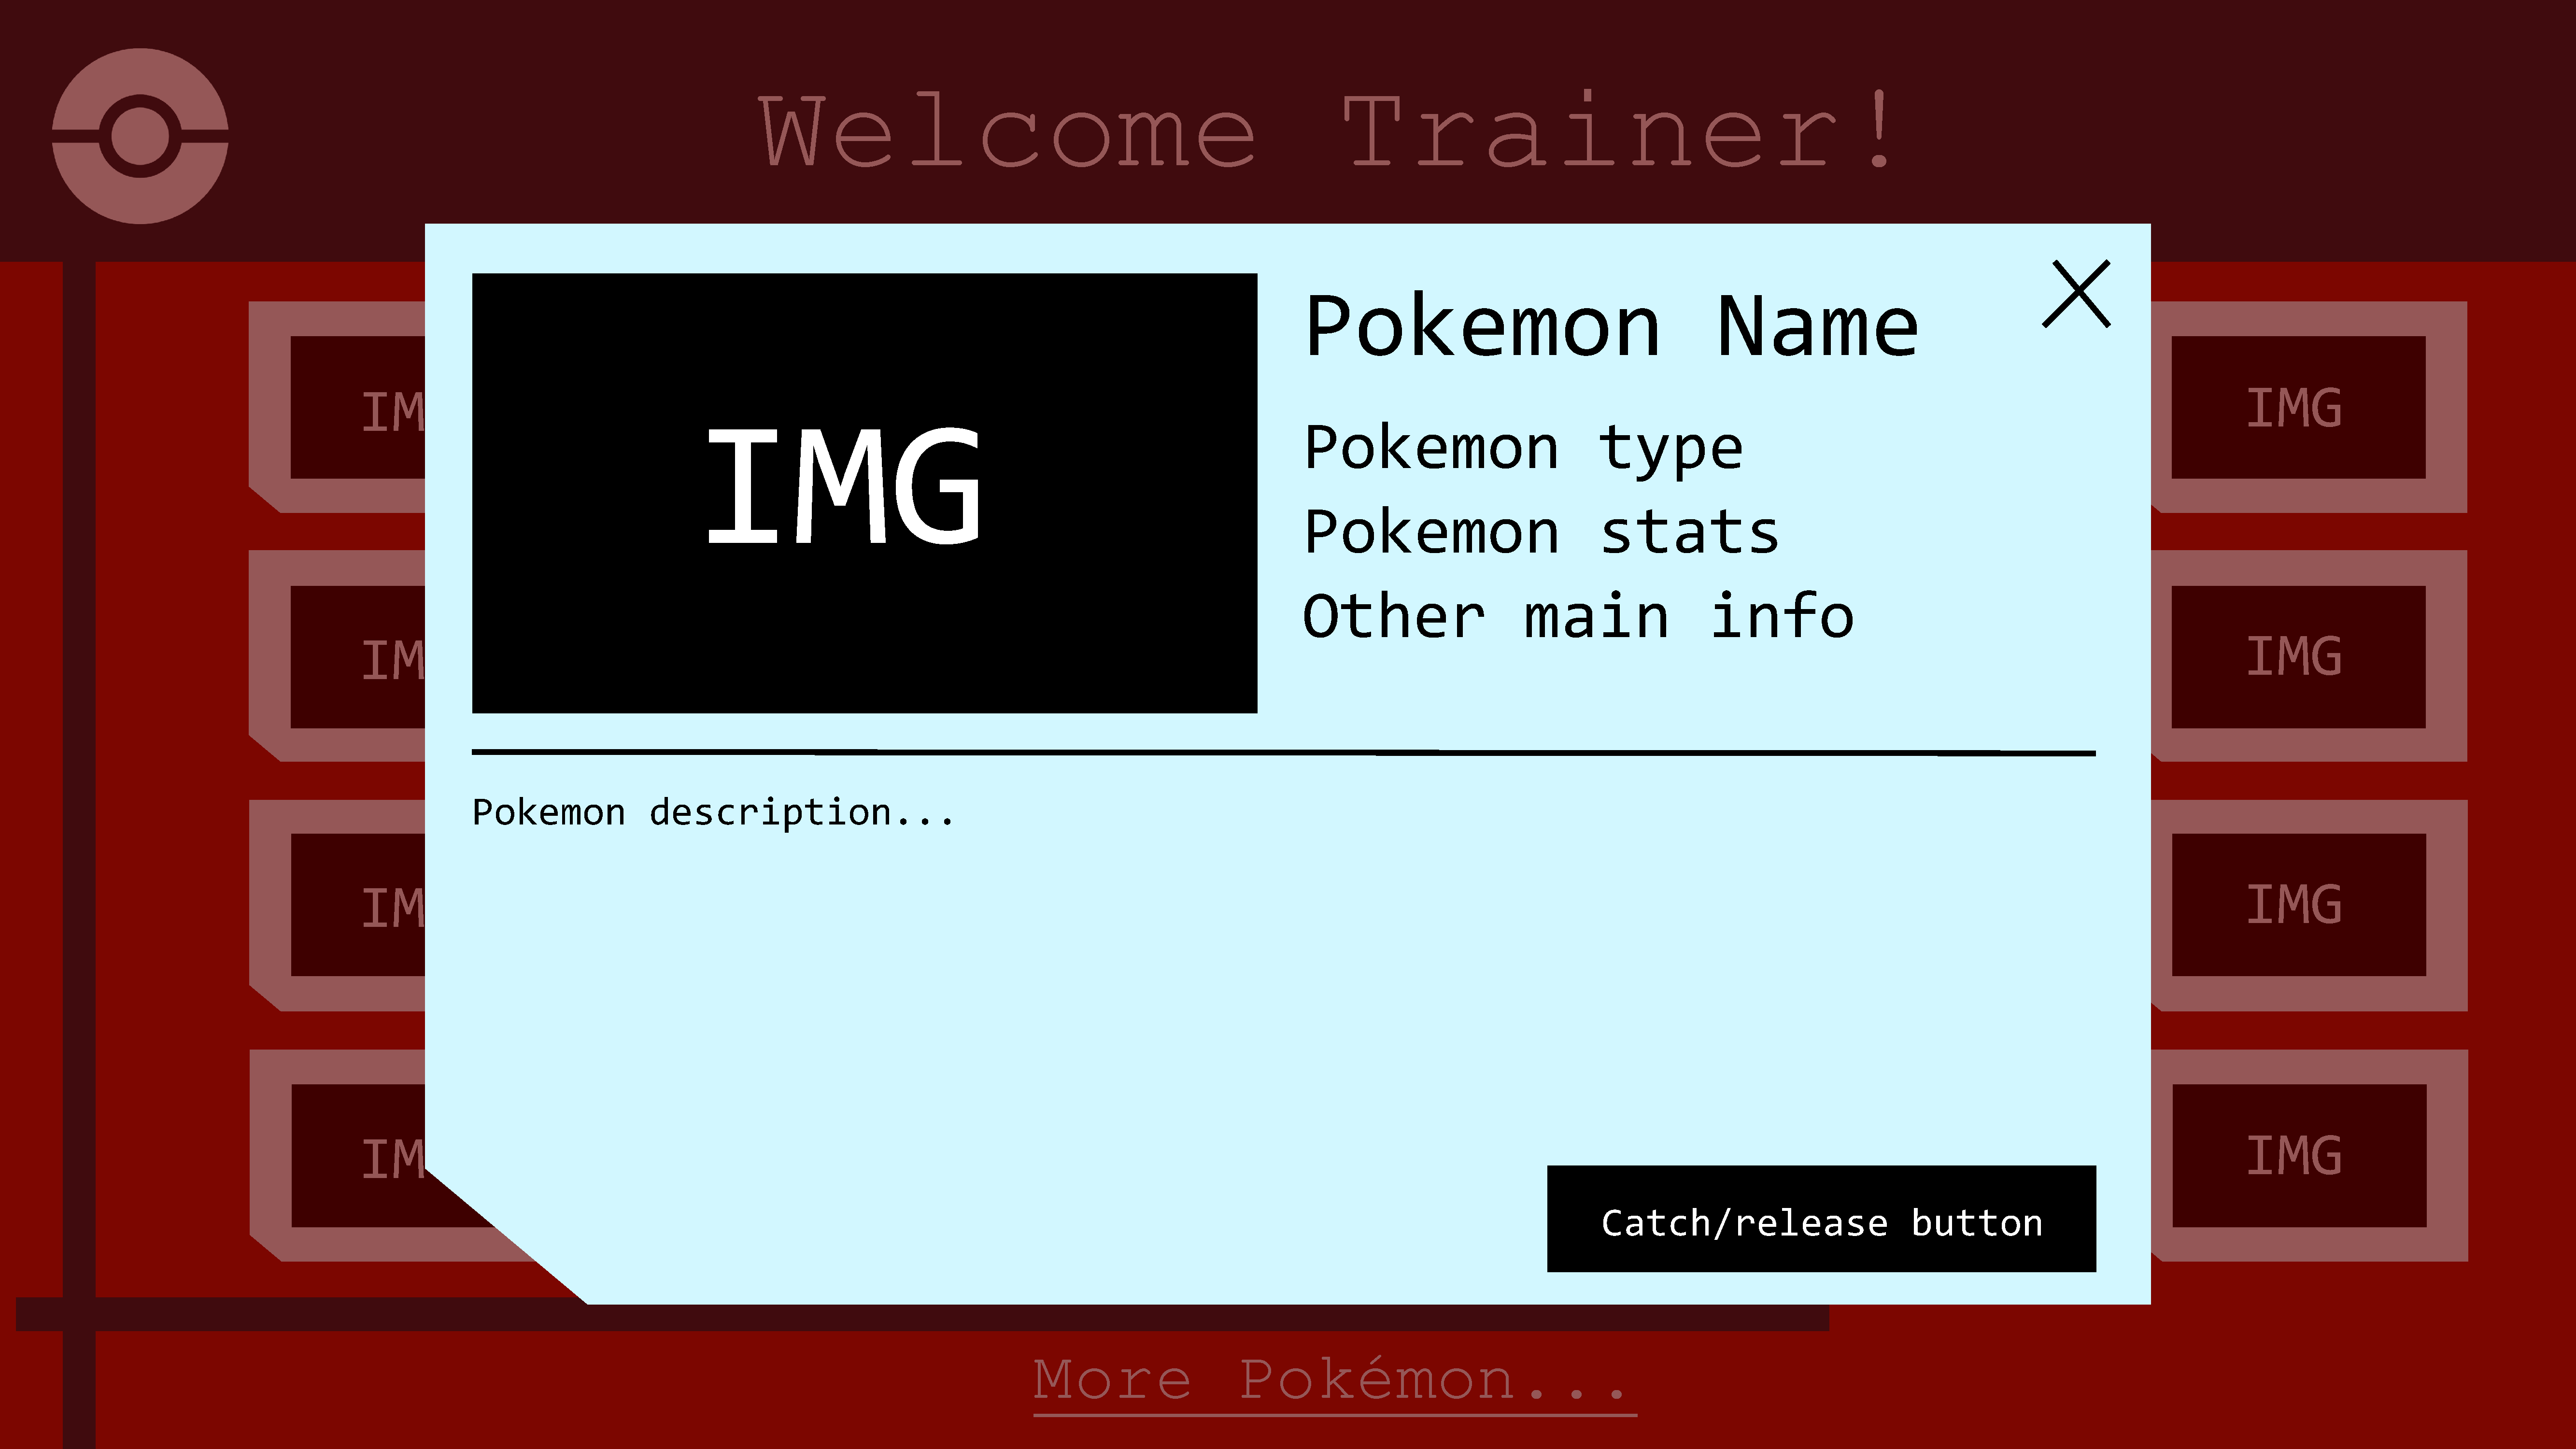 Welcome Trainer!
Pokemon Name
IMG
Pokemon type
Pokemon stats
Other main info
Pokemon description...
Catch/release button
IM
IM
IM
IM
IMG
IMG
IMG
IMG
More Pokémon...